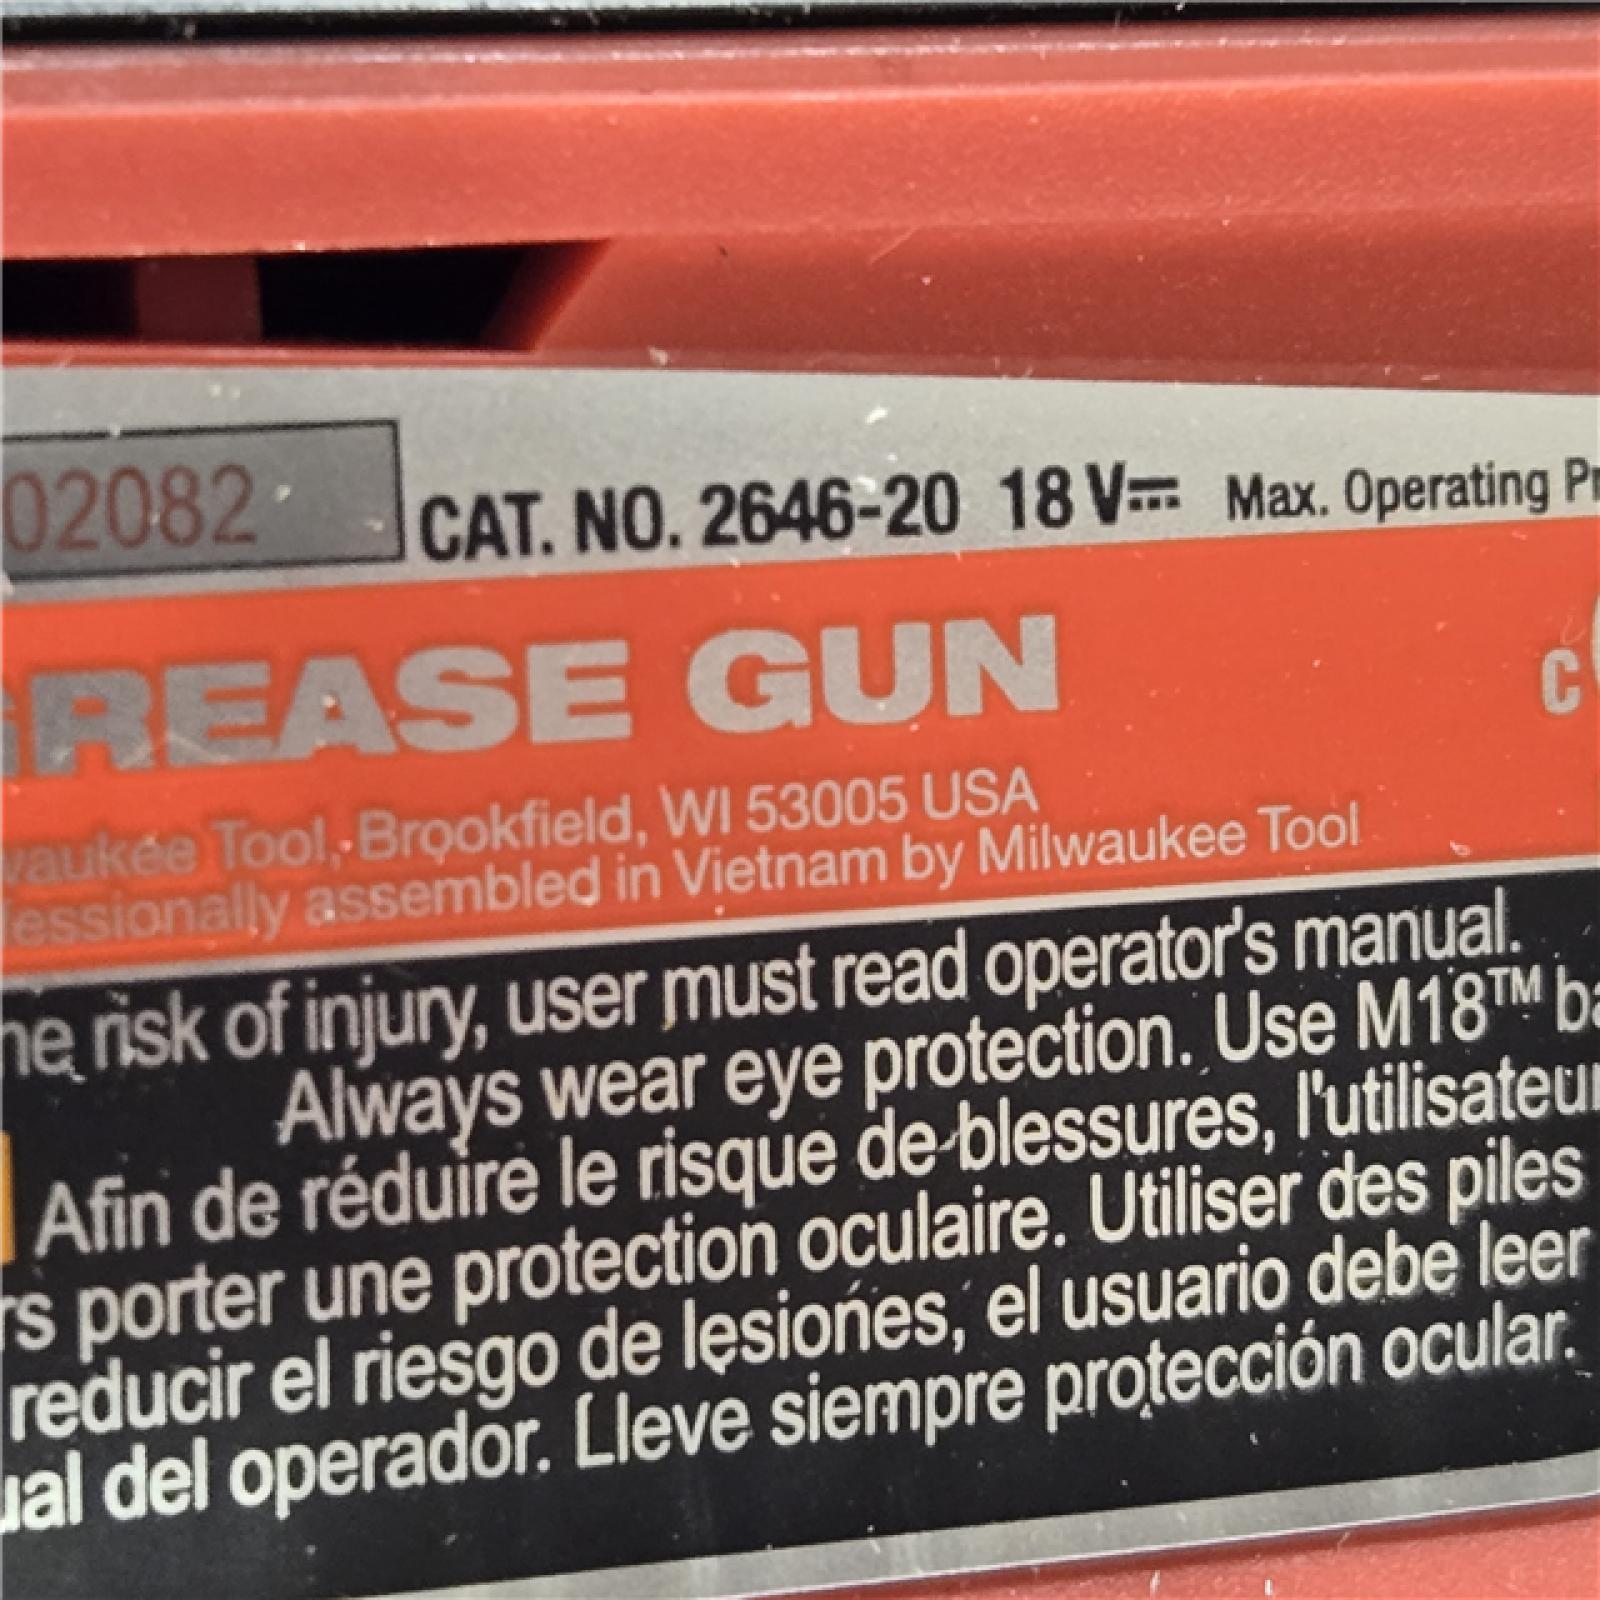 02082
CAT. NO. 2646-20 18 V⎓ Max. Operating
GREASE GUN
C
Tool, Brookfield, WI 53005 USA
assembled in Vietnam by Milwaukee Tool
risk of injury, user must read operator's manual.
Always wear eye protection. Use M18™
Afin de réduire le risque de blessures, l'utilisateur
porter une protection oculaire. Utiliser des piles
reducir el riesgo de lesiones, el usuario debe leer
del operador. Lleve siempre protección ocular.